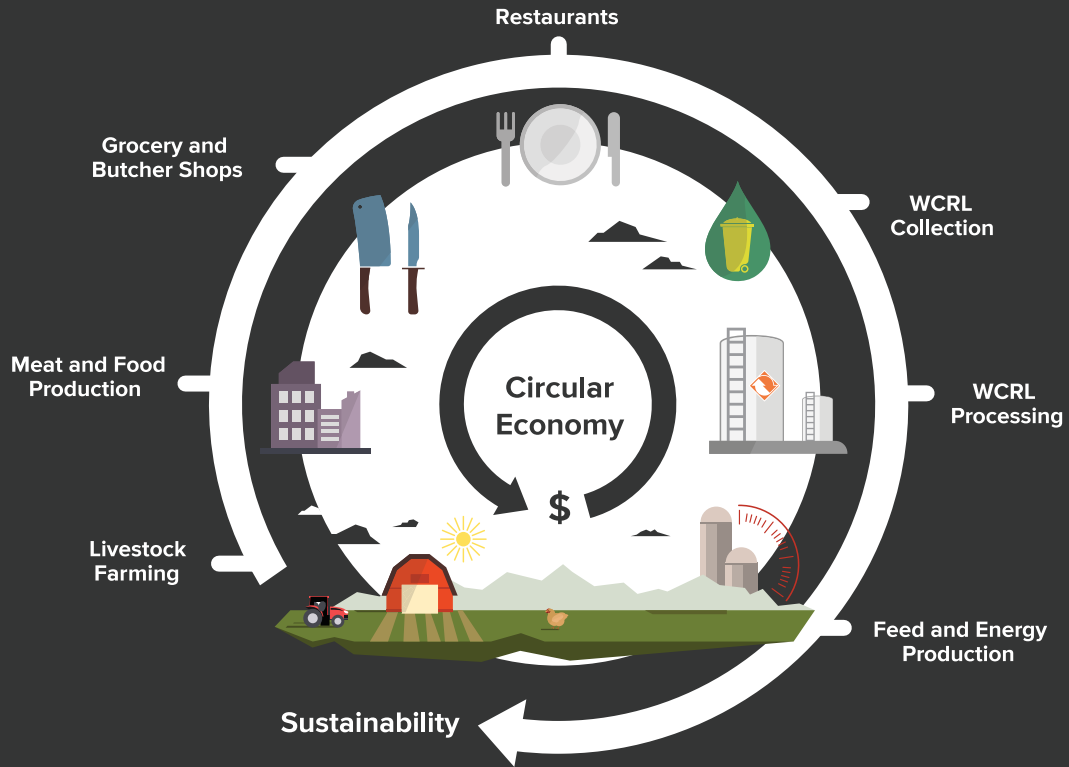 Restaurants
Grocery and
Butcher Shops
WCRL
Collection
Meat and Food
Production
Circular
Economy
WCRL
Processing
$
Livestock
Farming
Feed and Energy
Production
Sustainability